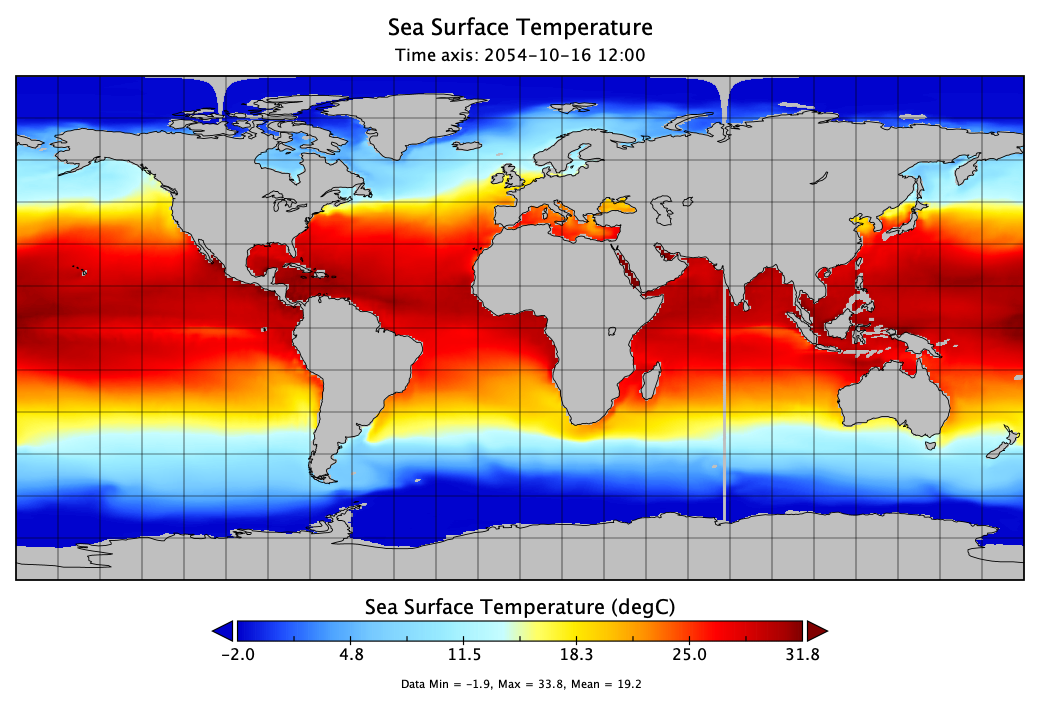 Sea Surface Temperature
Time axis: 2054-10-16 12:00
Sea Surface Temperature (degC)
−2.0 4.8 11.5 18.3 25.0 31.8
Data Min = −1.9, Max = 33.8, Mean = 19.2